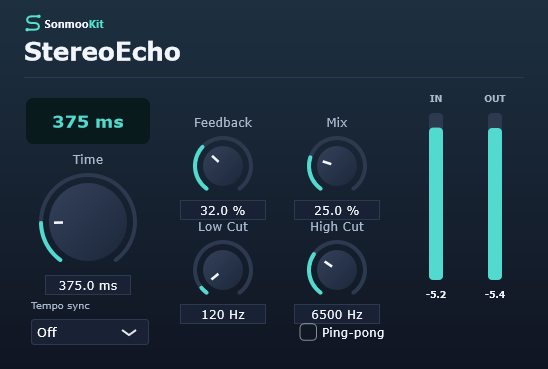 SonmooKit
StereoEcho
375 ms
Time
375.0 ms
Tempo sync
Off
Feedback
32.0 %
Mix
25.0 %
Low Cut
120 Hz
High Cut
6500 Hz
Ping-pong
IN
OUT
-5.2
-5.4